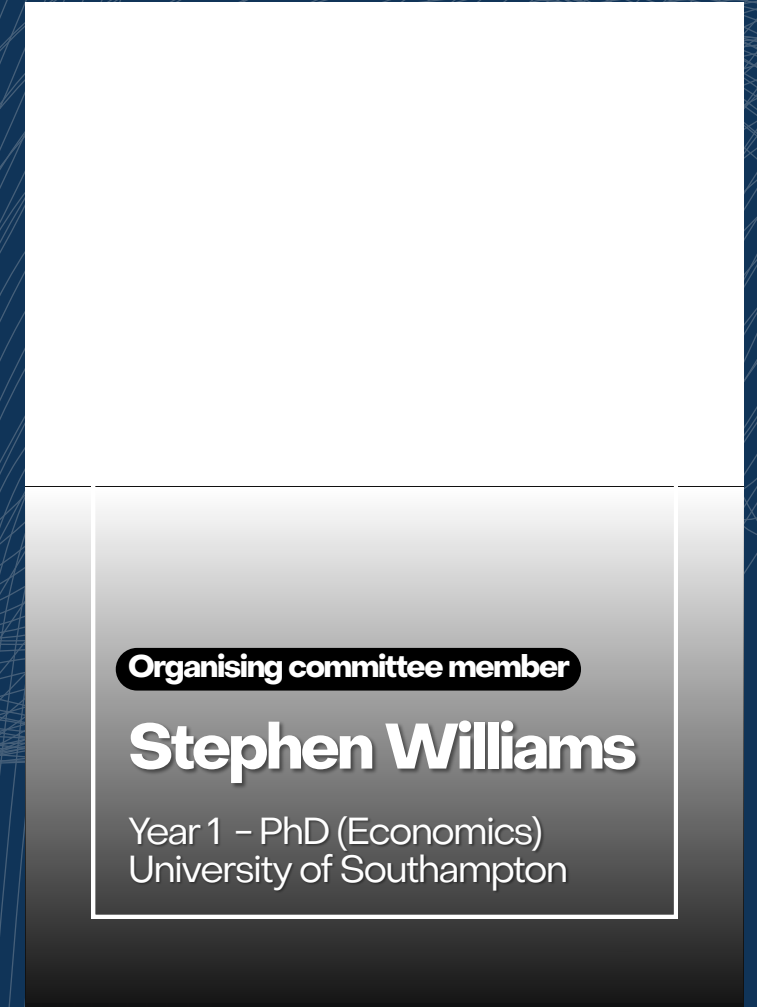 Organising committee member
Stephen Williams
Year 1 – PhD (Economics)
University of Southampton